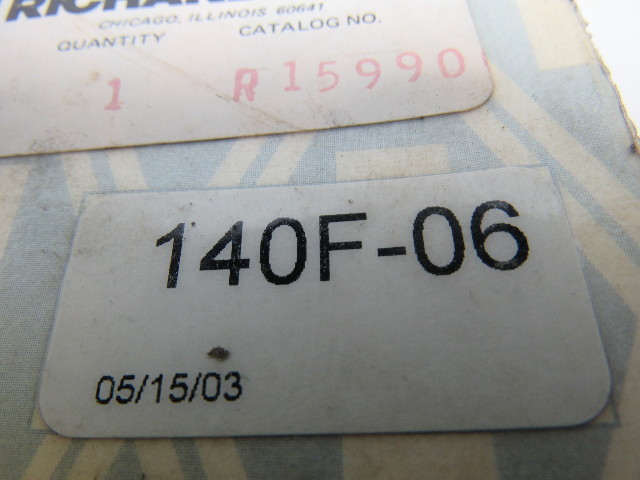 CHICAGO, ILLINOIS 60641
QUANTITY CATALOG NO.
1 R15990
140F-06
05/15/03